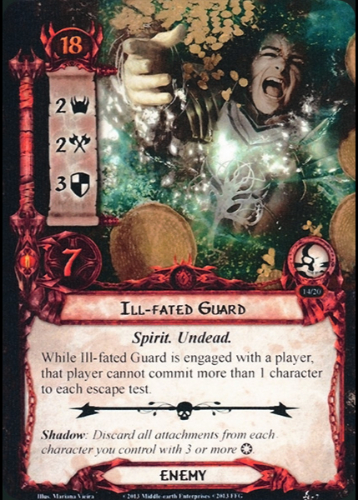 18
2
2
3
7
14/20
Ill-fated Guard
Spirit. Undead.
While Ill-fated Guard is engaged with a player,
that player cannot commit more than 1 character
to each escape test.
Shadow: Discard all attachments from each
character you control with 3 or more
ENEMY
Illus. Mariana Vieira ©2013 Middle-earth Enterprises ©2013 FFG